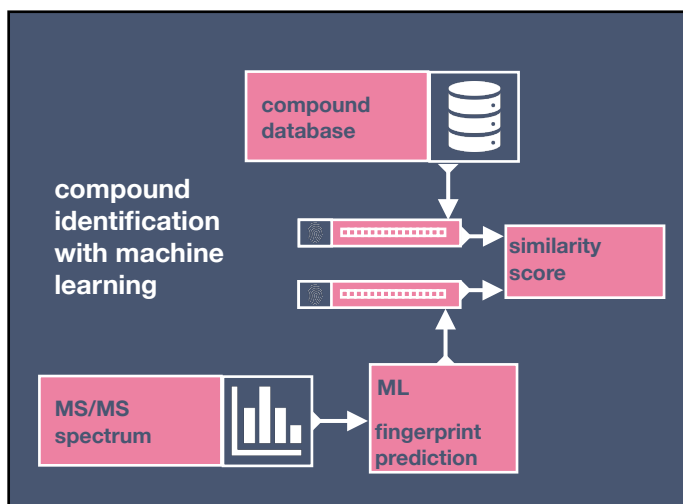 compound
database
compound
identification
with machine
learning
similarity
score
MS/MS
spectrum
ML
fingerprint
prediction